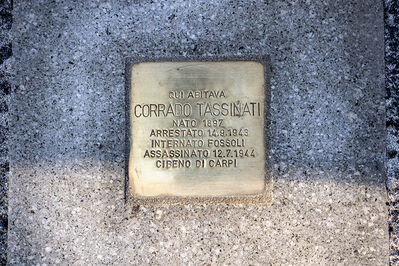 QUI ABITAVA
CORRADO TASSINATI
NATO 1897
ARRESTATO 14.9.1943
INTERNATO FOSSOLI
ASSASSINATO 12.7.1944
CIBENO DI CARPI